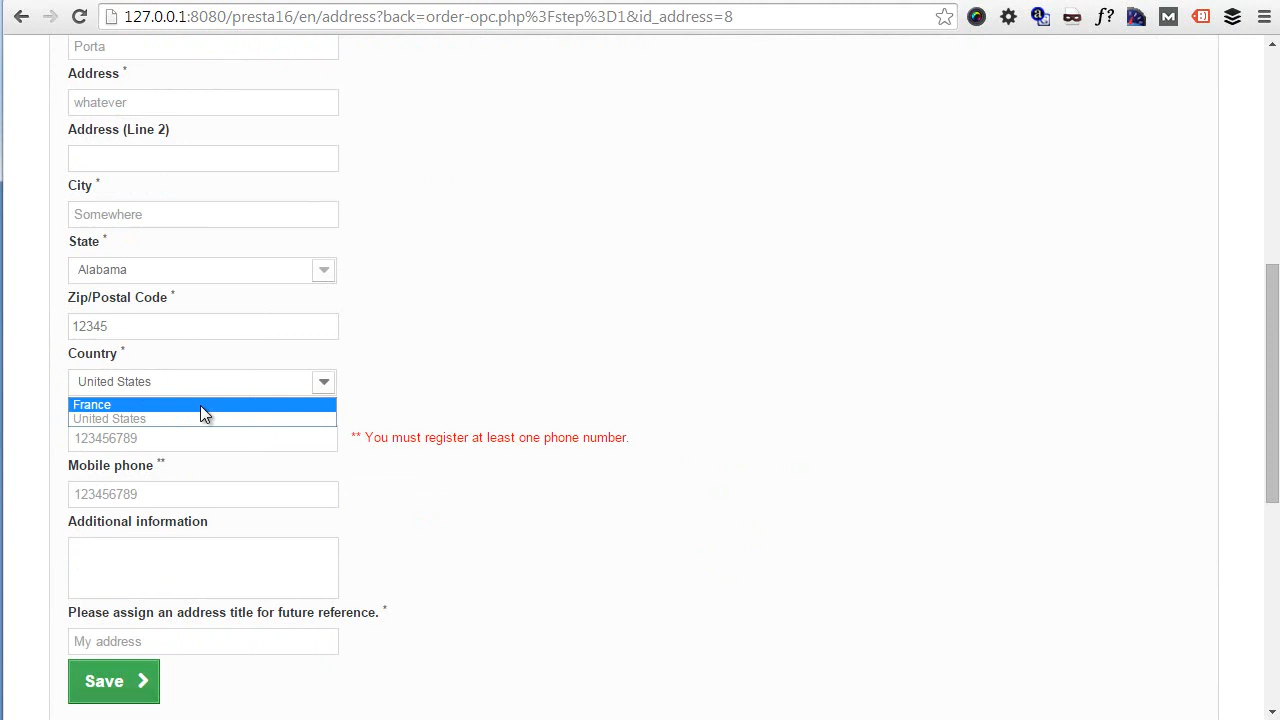 127.0.0.1:8080/presta16/en/address?back=order-opc.php%3Fstep%3D1&id_address=8
Porta
Address *
whatever
Address (Line 2)
City *
Somewhere
State *
Alabama
Zip/Postal Code *
12345
Country *
United States
France
United States
123456789
** You must register at least one phone number.
Mobile phone **
123456789
Additional information
Please assign an address title for future reference. *
My address
Save